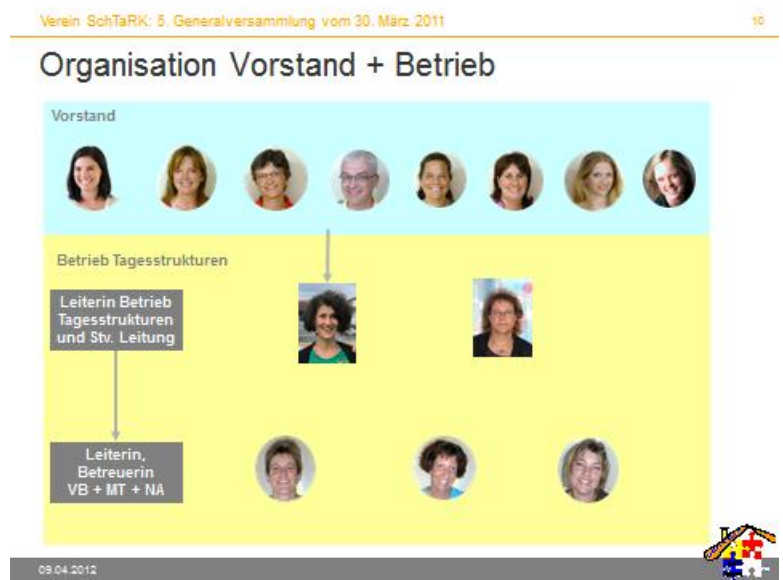 Verein SchTaRK: 5. Generalversammlung vom 30. März 2011
10
Organisation Vorstand + Betrieb
Vorstand
Betrieb Tagesstrukturen
Leiterin Betrieb
Tagesstrukturen
und Stv. Leitung
Leiterin,
Betreuerin
VB + MT + NA
09.04.2012